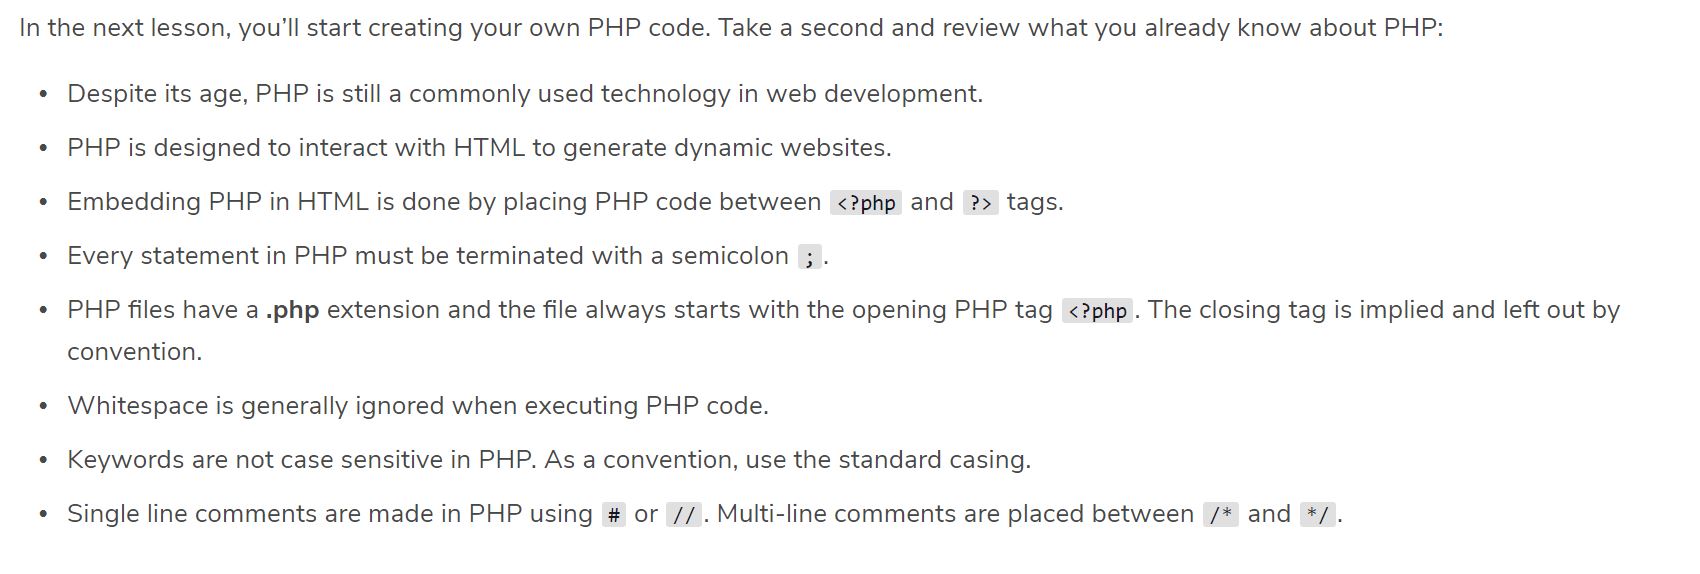 In the next lesson, you’ll start creating your own PHP code. Take a second and review what you already know about PHP:
• Despite its age, PHP is still a commonly used technology in web development.
• PHP is designed to interact with HTML to generate dynamic websites.
• Embedding PHP in HTML is done by placing PHP code between <?php and ?> tags.
• Every statement in PHP must be terminated with a semicolon ;.
• PHP files have a .php extension and the file always starts with the opening PHP tag <?php. The closing tag is implied and left out by
convention.
• Whitespace is generally ignored when executing PHP code.
• Keywords are not case sensitive in PHP. As a convention, use the standard casing.
• Single line comments are made in PHP using # or //. Multi-line comments are placed between /* and */.